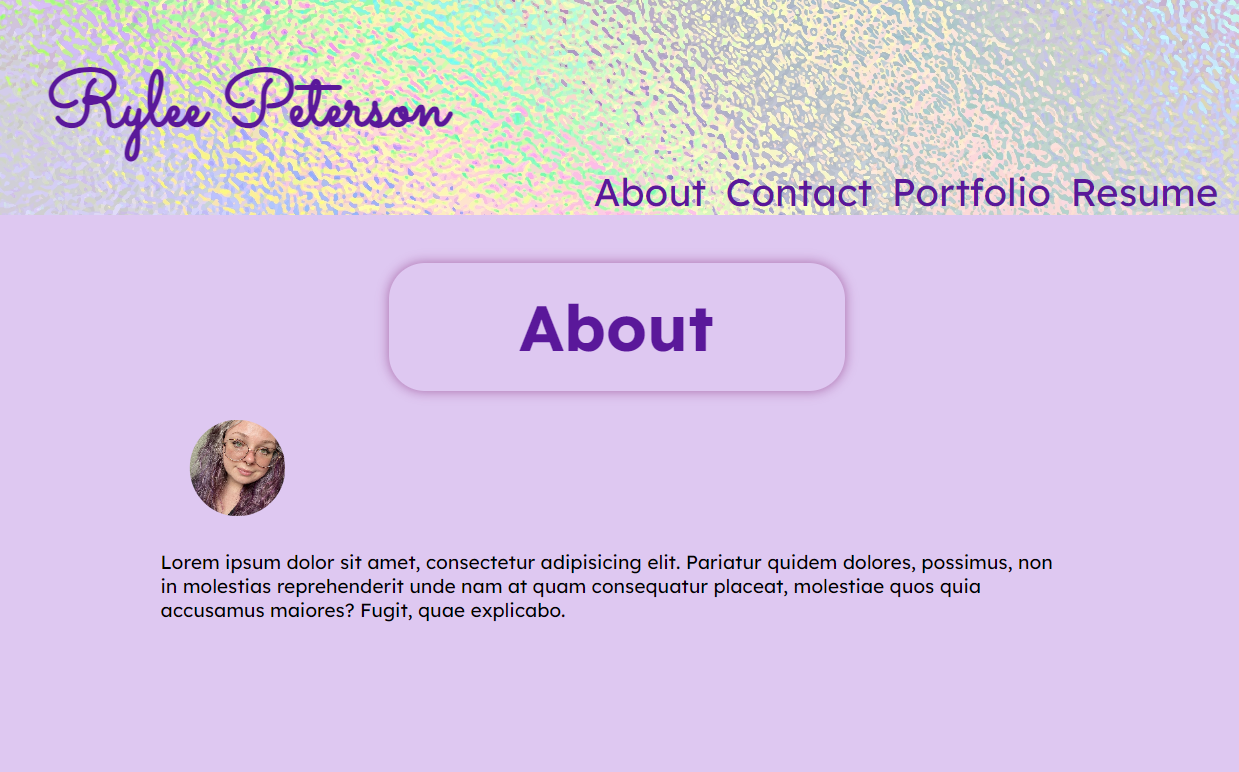 Rylee Peterson
About Contact Portfolio Resume
About
Lorem ipsum dolor sit amet, consectetur adipisicing elit. Pariatur quidem dolores, possimus, non
in molestias reprehenderit unde nam at quam consequatur placeat, molestiae quos quia
accusamus maiores? Fugit, quae explicabo.